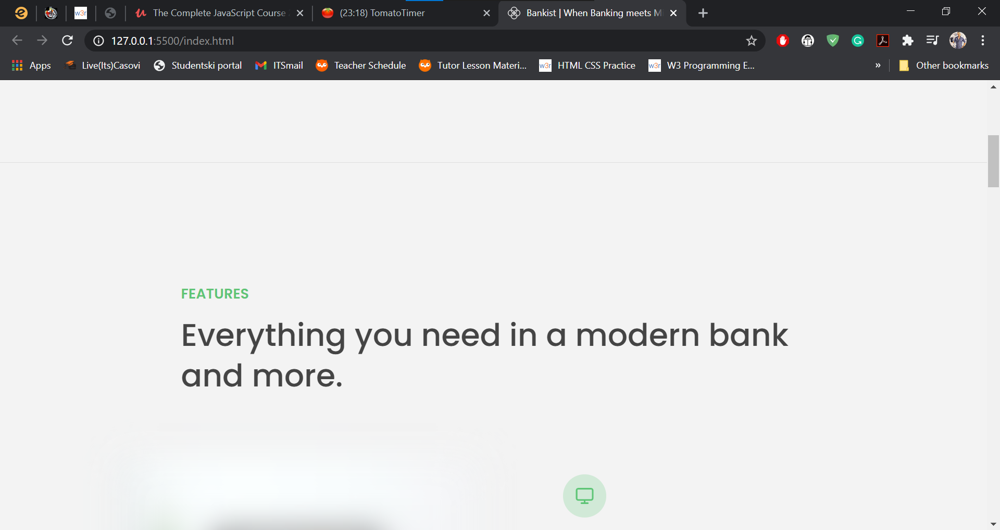 The Complete JavaScript Course
(23:18) TomatoTimer
Bankist | When Banking meets M
127.0.0.1:5500/index.html
Apps
Live(Its)Casovi
Studentski portal
ITSmail
Teacher Schedule
Tutor Lesson Materi...
w3r
HTML CSS Practice
w3r
W3 Programming E...
»
Other bookmarks
FEATURES
Everything you need in a modern bank
and more.